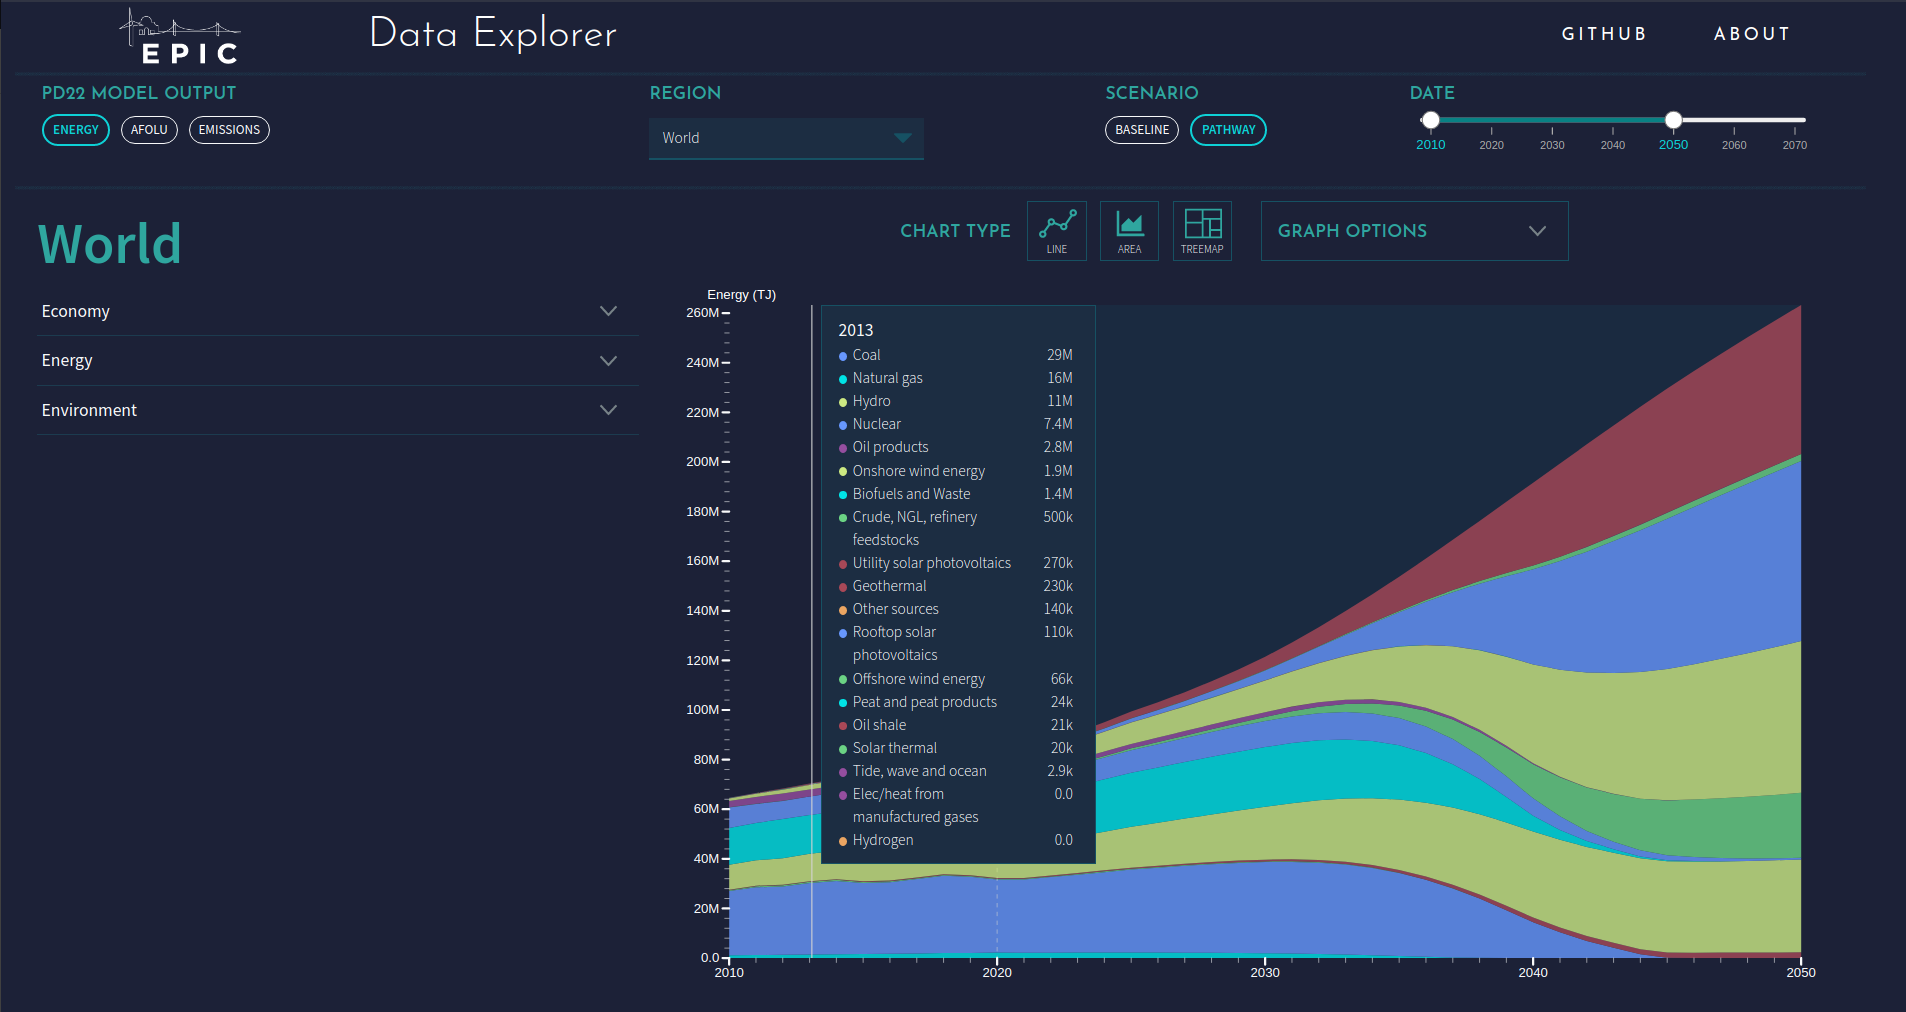 EPIC
Data Explorer
GITHUB
ABOUT
PD22 MODEL OUTPUT
ENERGY
AFOLU
EMISSIONS
REGION
World
SCENARIO
BASELINE
PATHWAY
DATE
2010
2020
2030
2040
2050
2060
2070
World
CHART TYPE
LINE
AREA
TREEMAP
GRAPH OPTIONS
Economy
Energy
Environment
Energy (TJ)
260M
240M
220M
200M
180M
160M
140M
120M
100M
80M
60M
40M
20M
0.0
2013
Coal 29M
Natural gas 16M
Hydro 11M
Nuclear 7.4M
Oil products 2.8M
Onshore wind energy 1.9M
Biofuels and Waste 1.4M
Crude, NGL, refinery 500k
feedstocks
Utility solar photovoltaics 270k
Geothermal 230k
Other sources 140k
Rooftop solar 110k
photovoltaics
Offshore wind energy 66k
Peat and peat products 24k
Oil shale 21k
Solar thermal 20k
Tide, wave and ocean 2.9k
Elec/heat from 0.0
manufactured gases
Hydrogen 0.0
2010
2020
2030
2040
2050